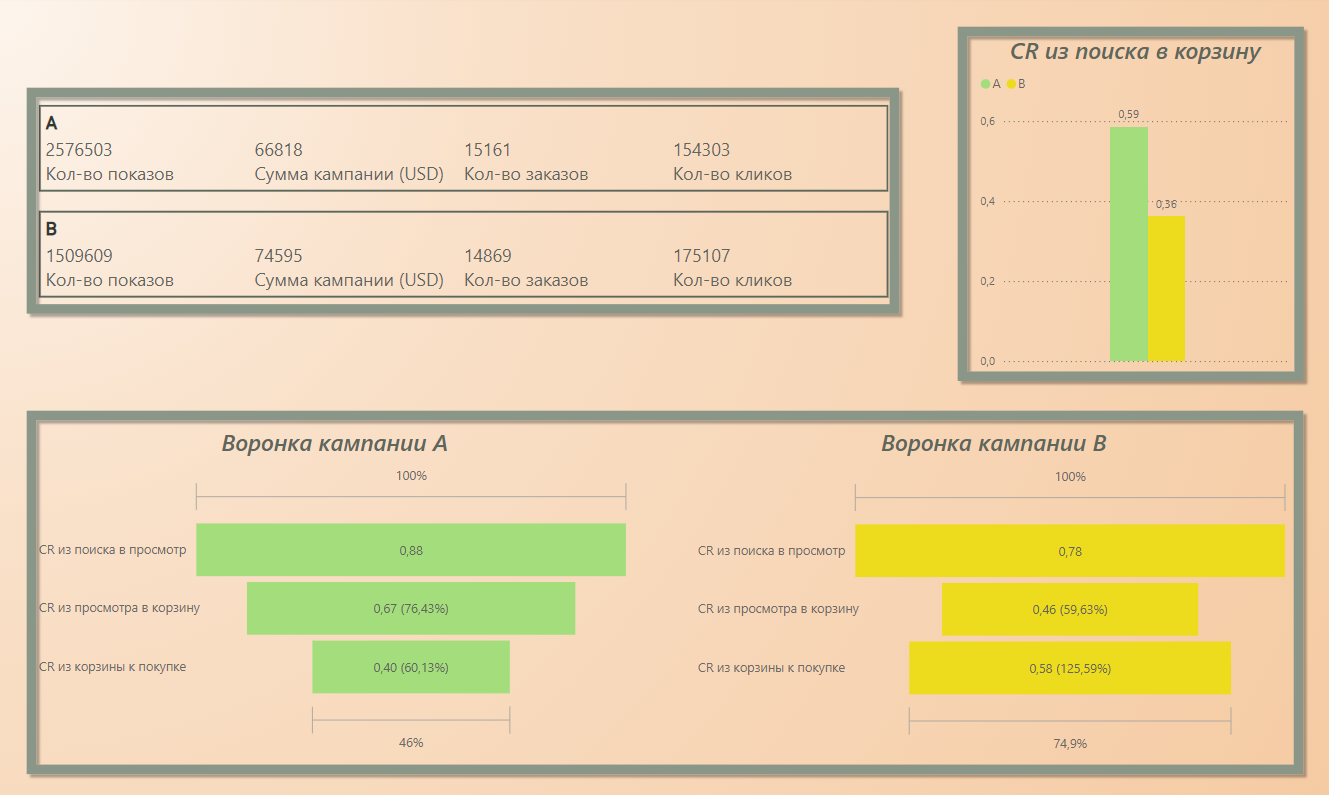 CR из поиска в корзину
A B
0,6
0,59
0,4
0,36
0,2
0,0
A
2576503 66818 15161 154303
Кол-во показов Сумма кампании (USD) Кол-во заказов Кол-во кликов
B
1509609 74595 14869 175107
Кол-во показов Сумма кампании (USD) Кол-во заказов Кол-во кликов
Воронка кампании A
100%
CR из поиска в просмотр 0,88
CR из просмотра в корзину 0,67 (76,43%)
CR из корзины к покупке 0,40 (60,13%)
46%
Воронка кампании B
100%
CR из поиска в просмотр 0,78
CR из просмотра в корзину 0,46 (59,63%)
CR из корзины к покупке 0,58 (125,59%)
74,9%